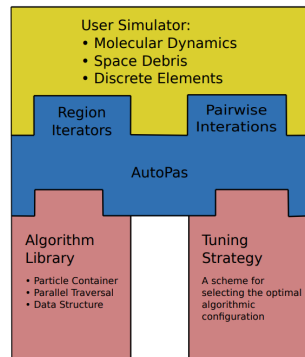 User Simulator:
• Molecular Dynamics
• Space Debris
• Discrete Elements
Region
Iterators
Pairwise
Interations
AutoPas
Algorithm
Library
• Particle Container
• Parallel Traversal
• Data Structure
Tuning
Strategy
A scheme for
selecting the optimal
algorithmic
configuration